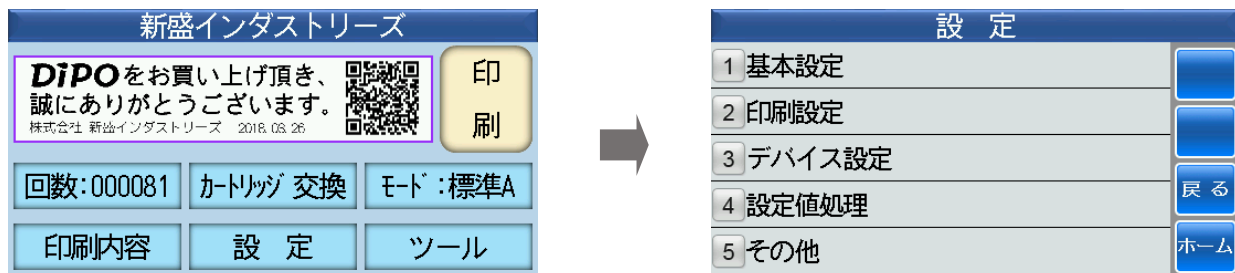 新盛インダストリーズ
DiPOをお買い上げ頂き、
誠にありがとうございます。
株式会社 新盛インダストリーズ 2018.03.26
印
刷
回数:000081 カートリッジ 交換 モード:標準A
印刷内容 設 定 ツール
設 定
1 基本設定
2 印刷設定
3 デバイス設定
4 設定値処理
5 その他
戻る
ホーム